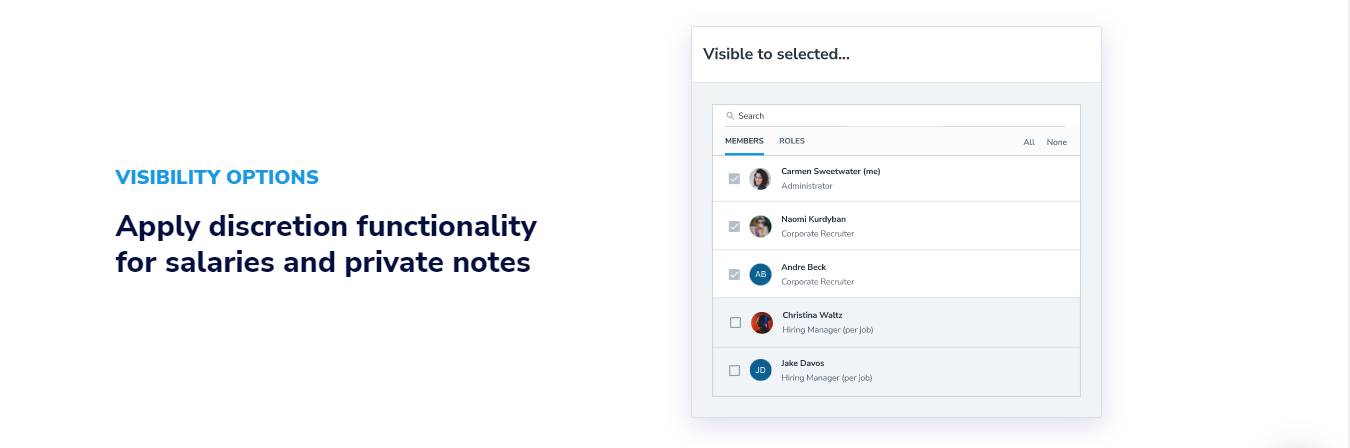 VISIBILITY OPTIONS
Apply discretion functionality
for salaries and private notes
Visible to selected...
Search
MEMBERS ROLES All None
Carmen Sweetwater (me)
Administrator
Naomi Kurdyban
Corporate Recruiter
AB
Andre Beck
Corporate Recruiter
Christina Waltz
Hiring Manager (per job)
JD
Jake Davos
Hiring Manager (per job)